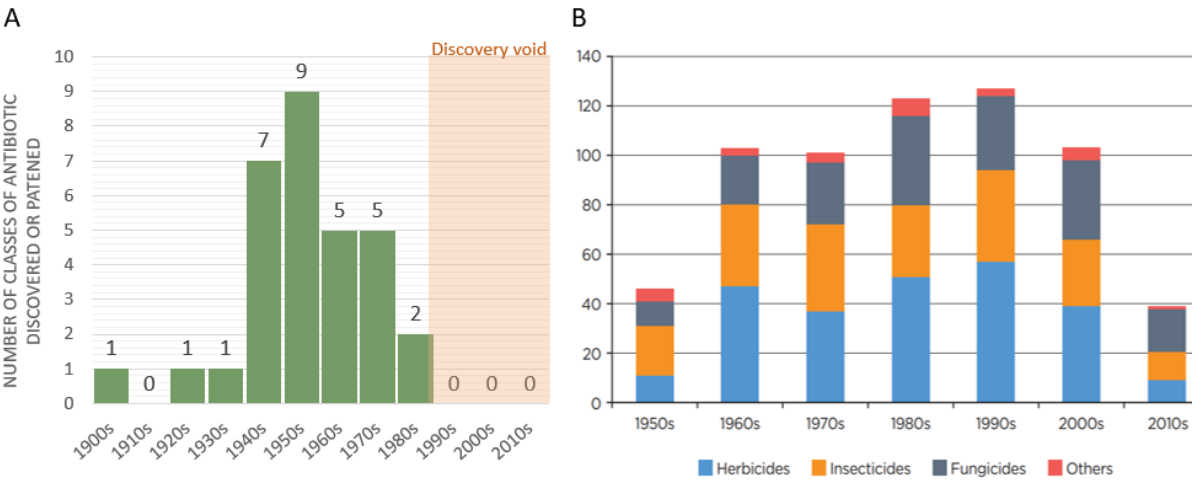 A
NUMBER OF CLASSES OF ANTIBIOTIC
DISCOVERED OR PATENED
Discovery void
10
9
8
7
6
5
4
3
2
1
0
1
0
1
1
7
9
5
5
2
0
0
0
1900s
1910s
1920s
1930s
1940s
1950s
1960s
1970s
1980s
1990s
2000s
2010s
B
140
120
100
80
60
40
20
0
1950s
1960s
1970s
1980s
1990s
2000s
2010s
Herbicides
Insecticides
Fungicides
Others